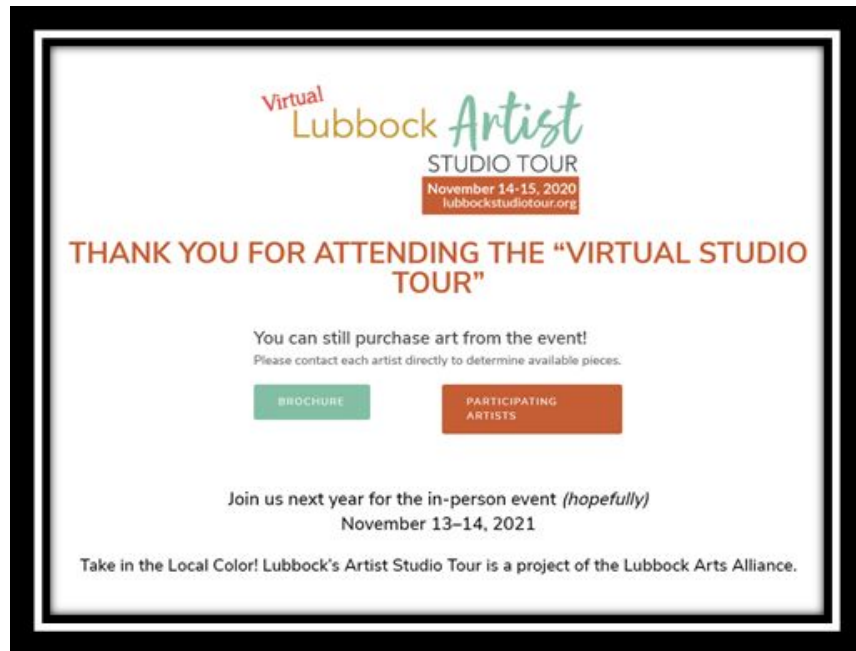 Virtual
Lubbock Artist
STUDIO TOUR
November 14-15, 2020
lubbockstudiotour.org
THANK YOU FOR ATTENDING THE “VIRTUAL STUDIO
TOUR”
You can still purchase art from the event!
Please contact each artist directly to determine available pieces.
BROCHURE
PARTICIPATING
ARTISTS
Join us next year for the in-person event (hopefully)
November 13–14, 2021
Take in the Local Color! Lubbock’s Artist Studio Tour is a project of the Lubbock Arts Alliance.